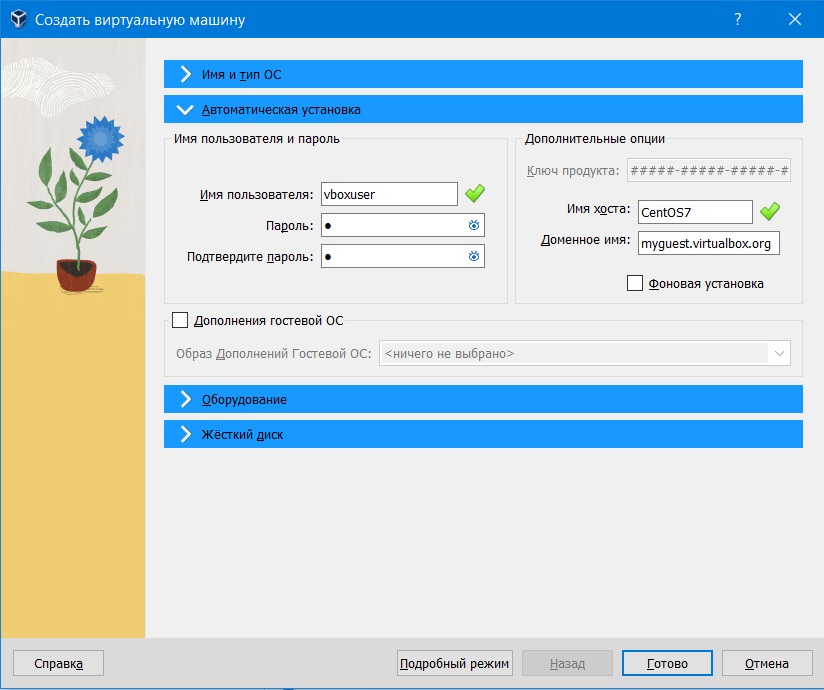 Создать виртуальную машину
?
Имя и тип ОС
Автоматическая установка
Имя пользователя и пароль
Имя пользователя: vboxuser
Пароль: ●
Подтвердите пароль: ●
Дополнительные опции
Ключ продукта: #####-#####-#####-#
Имя хоста: CentOS7
Доменное имя: myguest.virtualbox.org
Фоновая установка
Дополнения гостевой ОС
Образ Дополнений Гостевой ОС: <ничего не выбрано>
Оборудование
Жёсткий диск
Справка Подробный режим Назад Готово Отмена